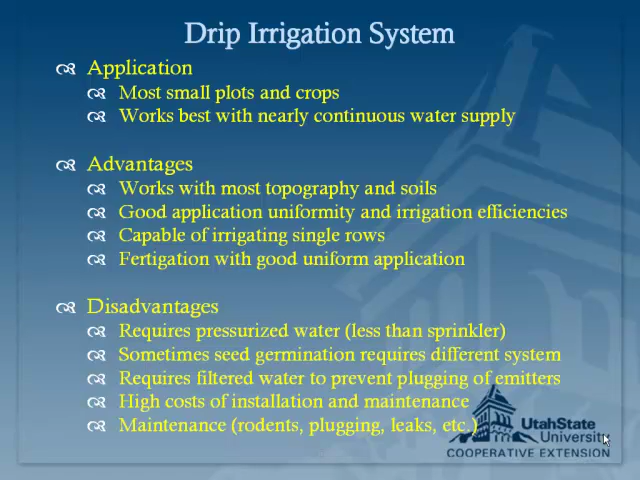 Drip Irrigation System
Application
Most small plots and crops
Works best with nearly continuous water supply
Advantages
Works with most topography and soils
Good application uniformity and irrigation efficiencies
Capable of irrigating single rows
Fertigation with good uniform application
Disadvantages
Requires pressurized water (less than sprinkler)
Sometimes seed germination requires different system
Requires filtered water to prevent plugging of emitters
High costs of installation and maintenance
Maintenance (rodents, plugging, leaks, etc.)
UtahState
University
COOPERATIVE EXTENSION